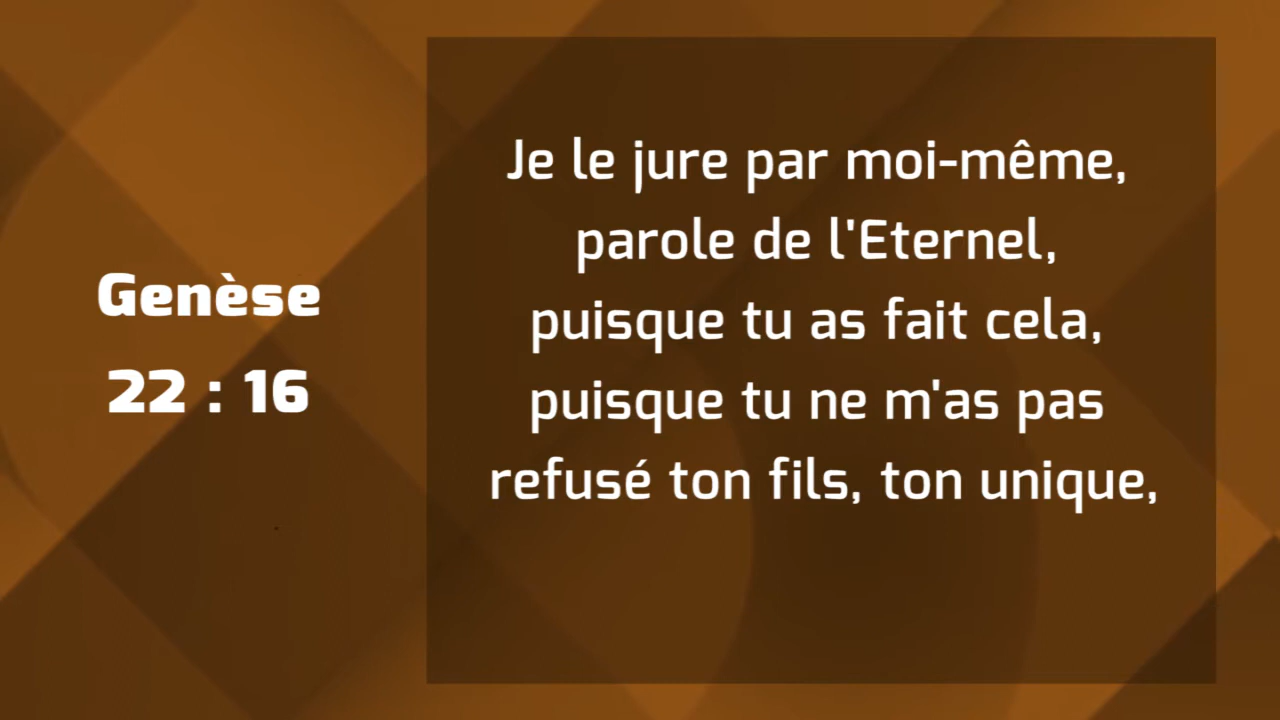 Genèse
22 : 16
Je le jure par moi-même,
parole de l'Eternel,
puisque tu as fait cela,
puisque tu ne m'as pas
refusé ton fils, ton unique,